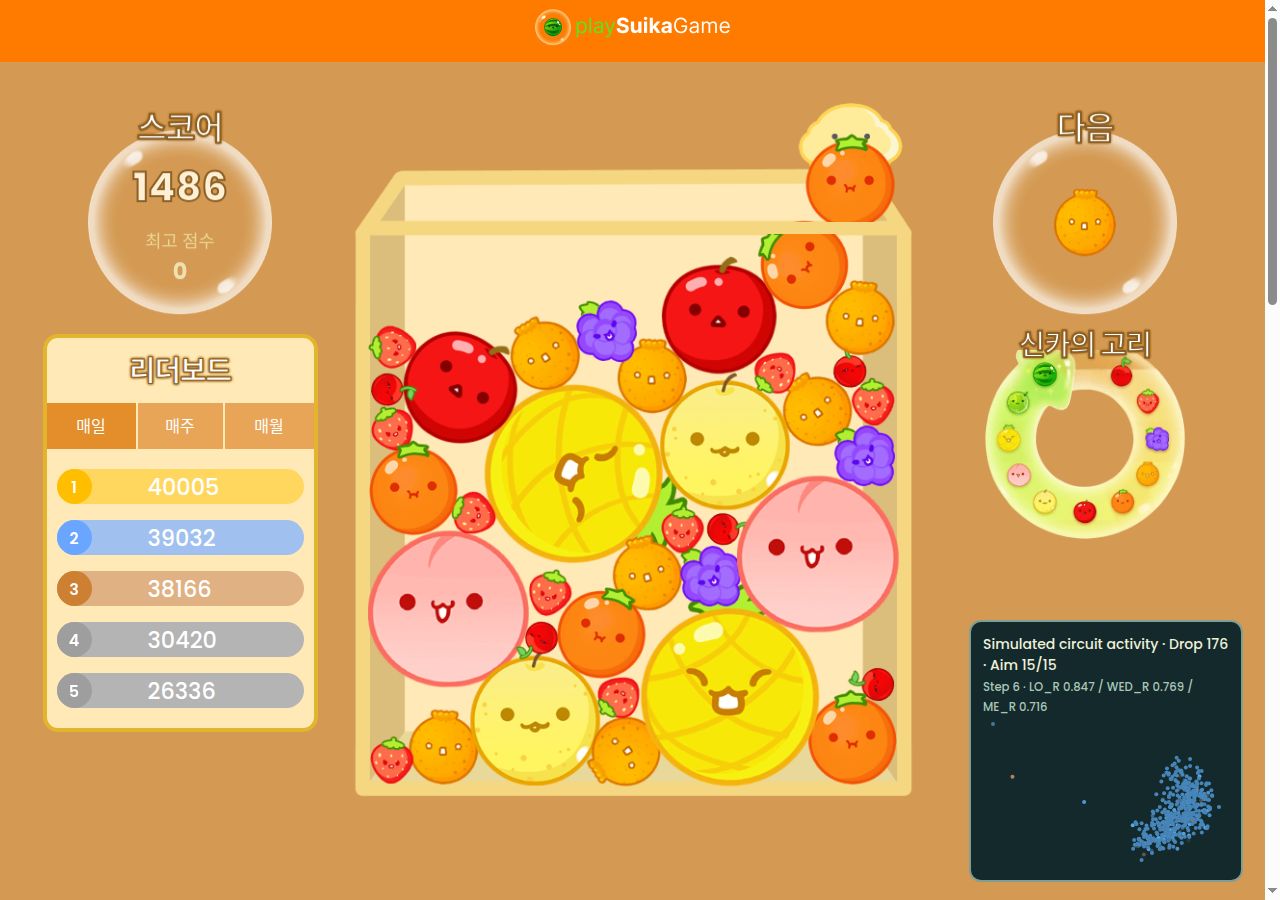 playSuikaGame
스코어
1486
최고 점수
0
리더보드
매일 매주 매월
1 40005
2 39032
3 38166
4 30420
5 26336
다음
신카의 고리
Simulated circuit activity · Drop 176
· Aim 15/15
Step 6 · LO_R 0.847 / WED_R 0.769 /
ME_R 0.716